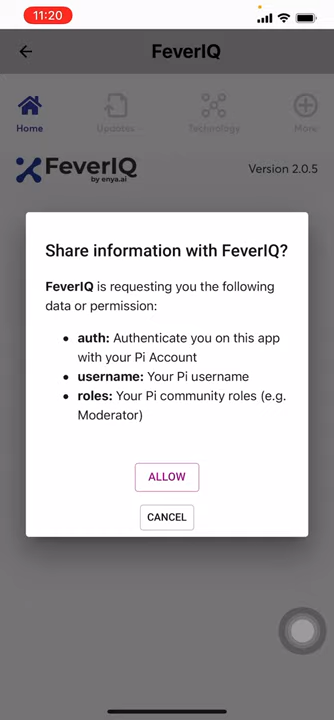 11:20
FeverIQ
Home
Updates
Technology
More
FeverIQ
by enya.ai
Version 2.0.5
Share information with FeverIQ?
FeverIQ is requesting you the following
data or permission:
auth: Authenticate you on this app
with your Pi Account
username: Your Pi username
roles: Your Pi community roles (e.g.
Moderator)
ALLOW
CANCEL